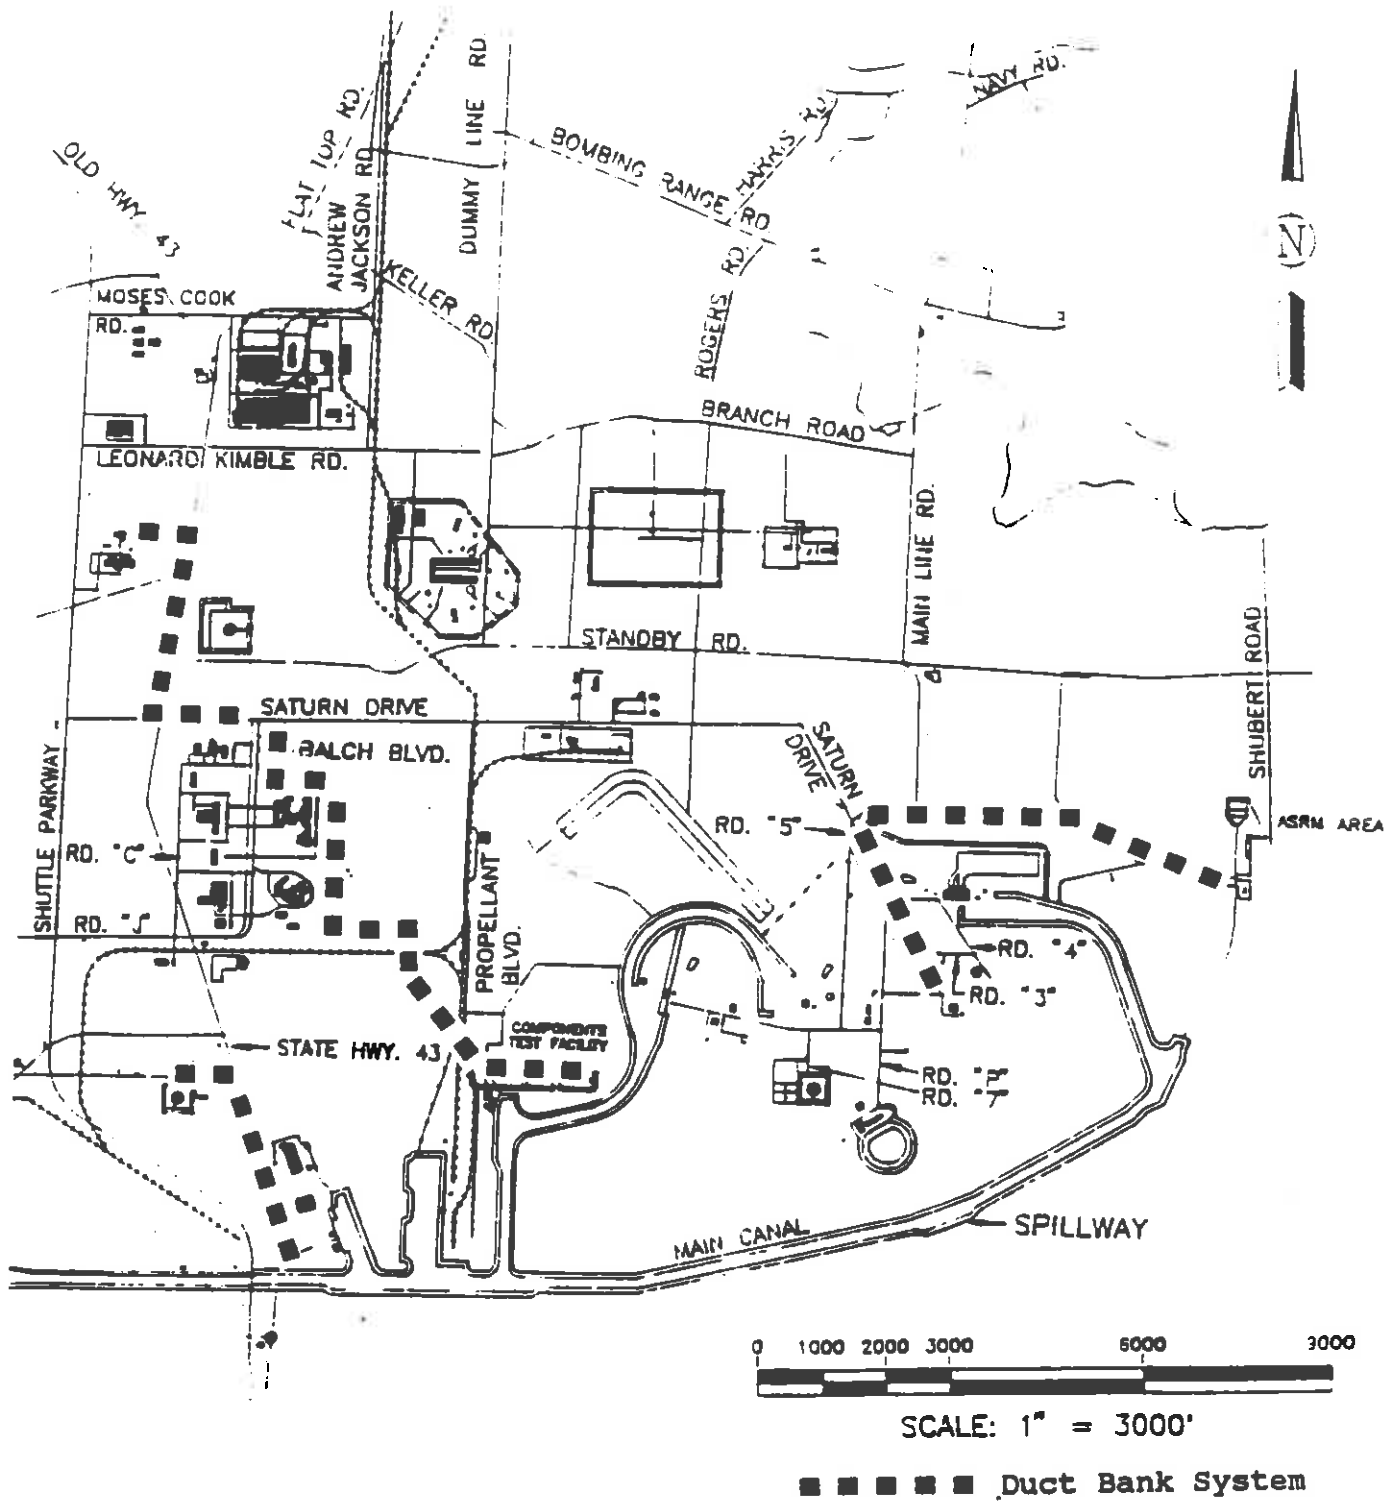 NAVY RD.
OLD HWY 43
FLAT TOP RD.
ANDREW
JACKSON RD.
DUMMY LINE RD.
BOMBING RANGE RD
HARRIS RD
ROGERS RD.
N
MOSES COOK
RD.
KELLER RD.
BRANCH ROAD
LEONARD KIMBLE RD.
MAIN LINE RD.
STANDBY RD.
SHUBERT ROAD
SATURN DRIVE
BALCH BLVD.
SATURN
DRIVE
SHUTTLE PARKWAY
RD. "5"
ASRM AREA
RD. "C"
PROPELLANT
BLVD.
RD. "J"
RD. "4"
RD. "3"
COMPONENTS
TEST FACILITY
STATE HWY. 43
RD. "P"
RD. "7"
MAIN CANAL
SPILLWAY
0 1000 2000 3000 6000 9000
SCALE: 1" = 3000'
Duct Bank System